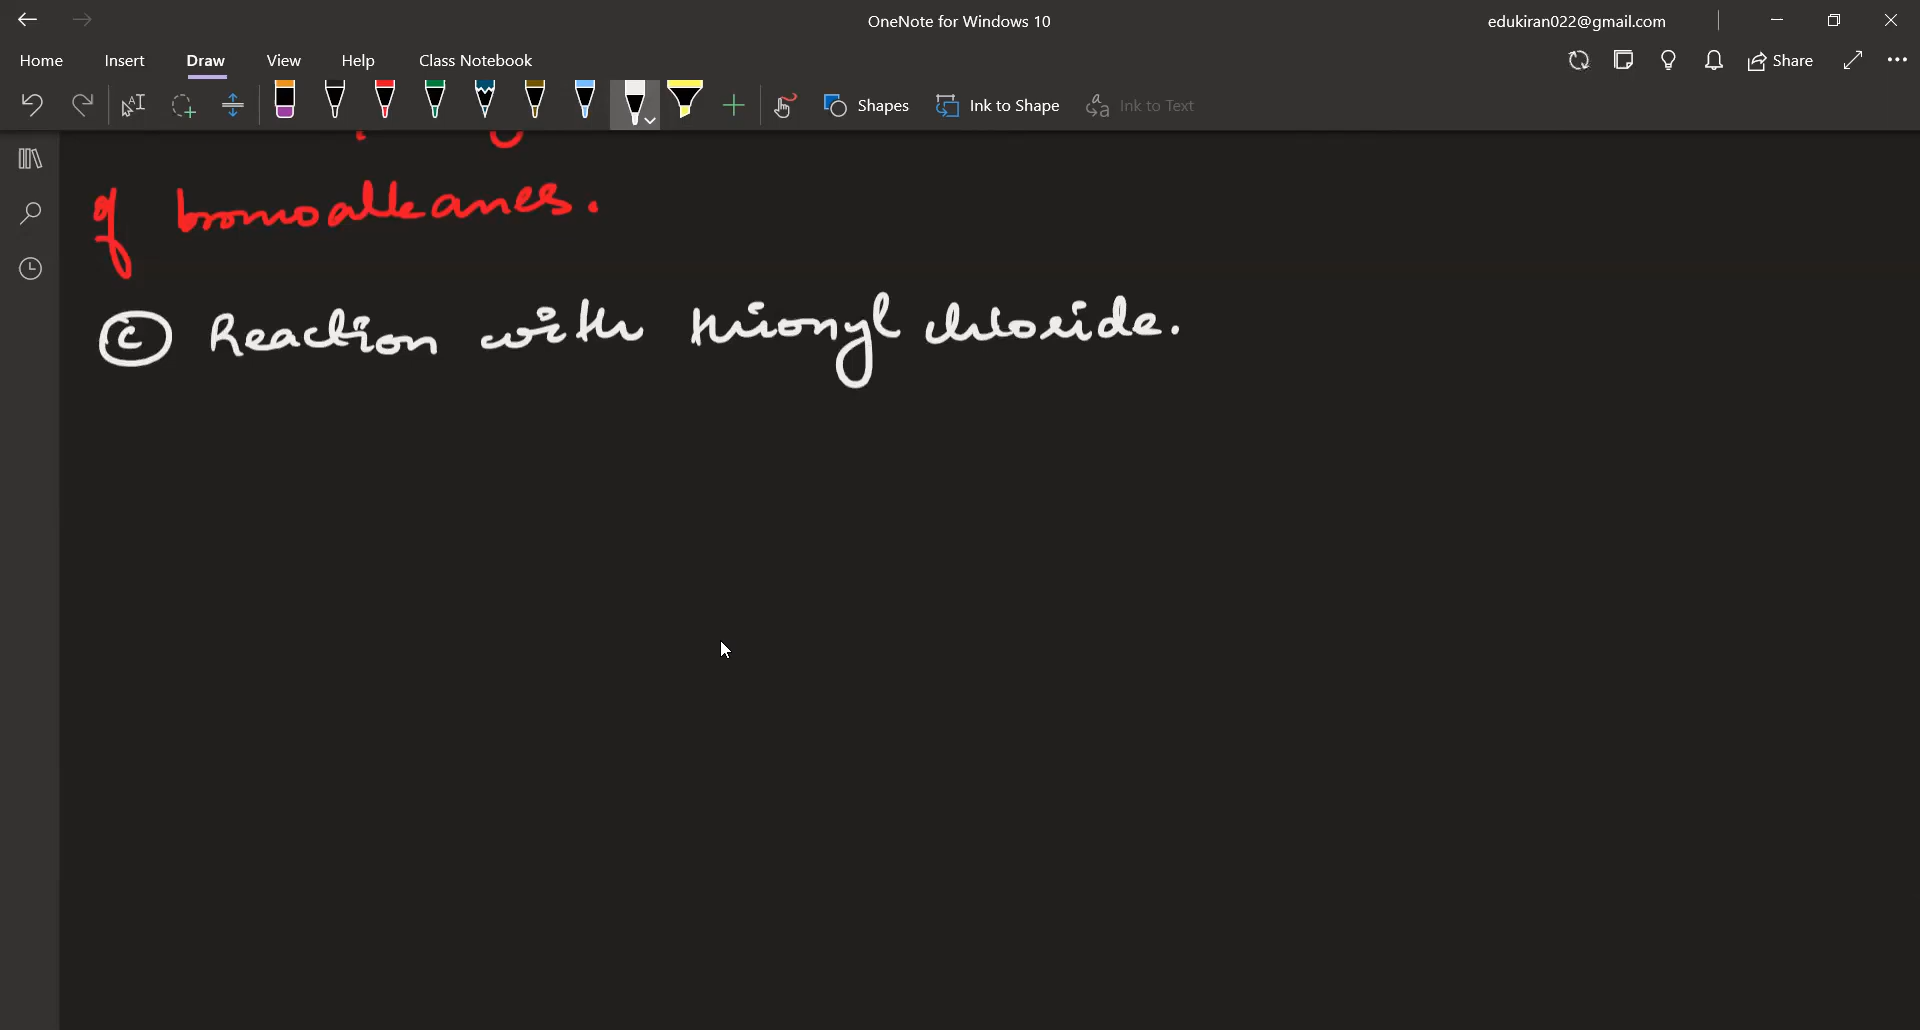 OneNote for Windows 10
edukiran022@gmail.com
Home Insert Draw View Help Class Notebook
Share
Shapes Ink to Shape Ink to Text
of bromoalkanes.
C Reaction with thionyl chloride.